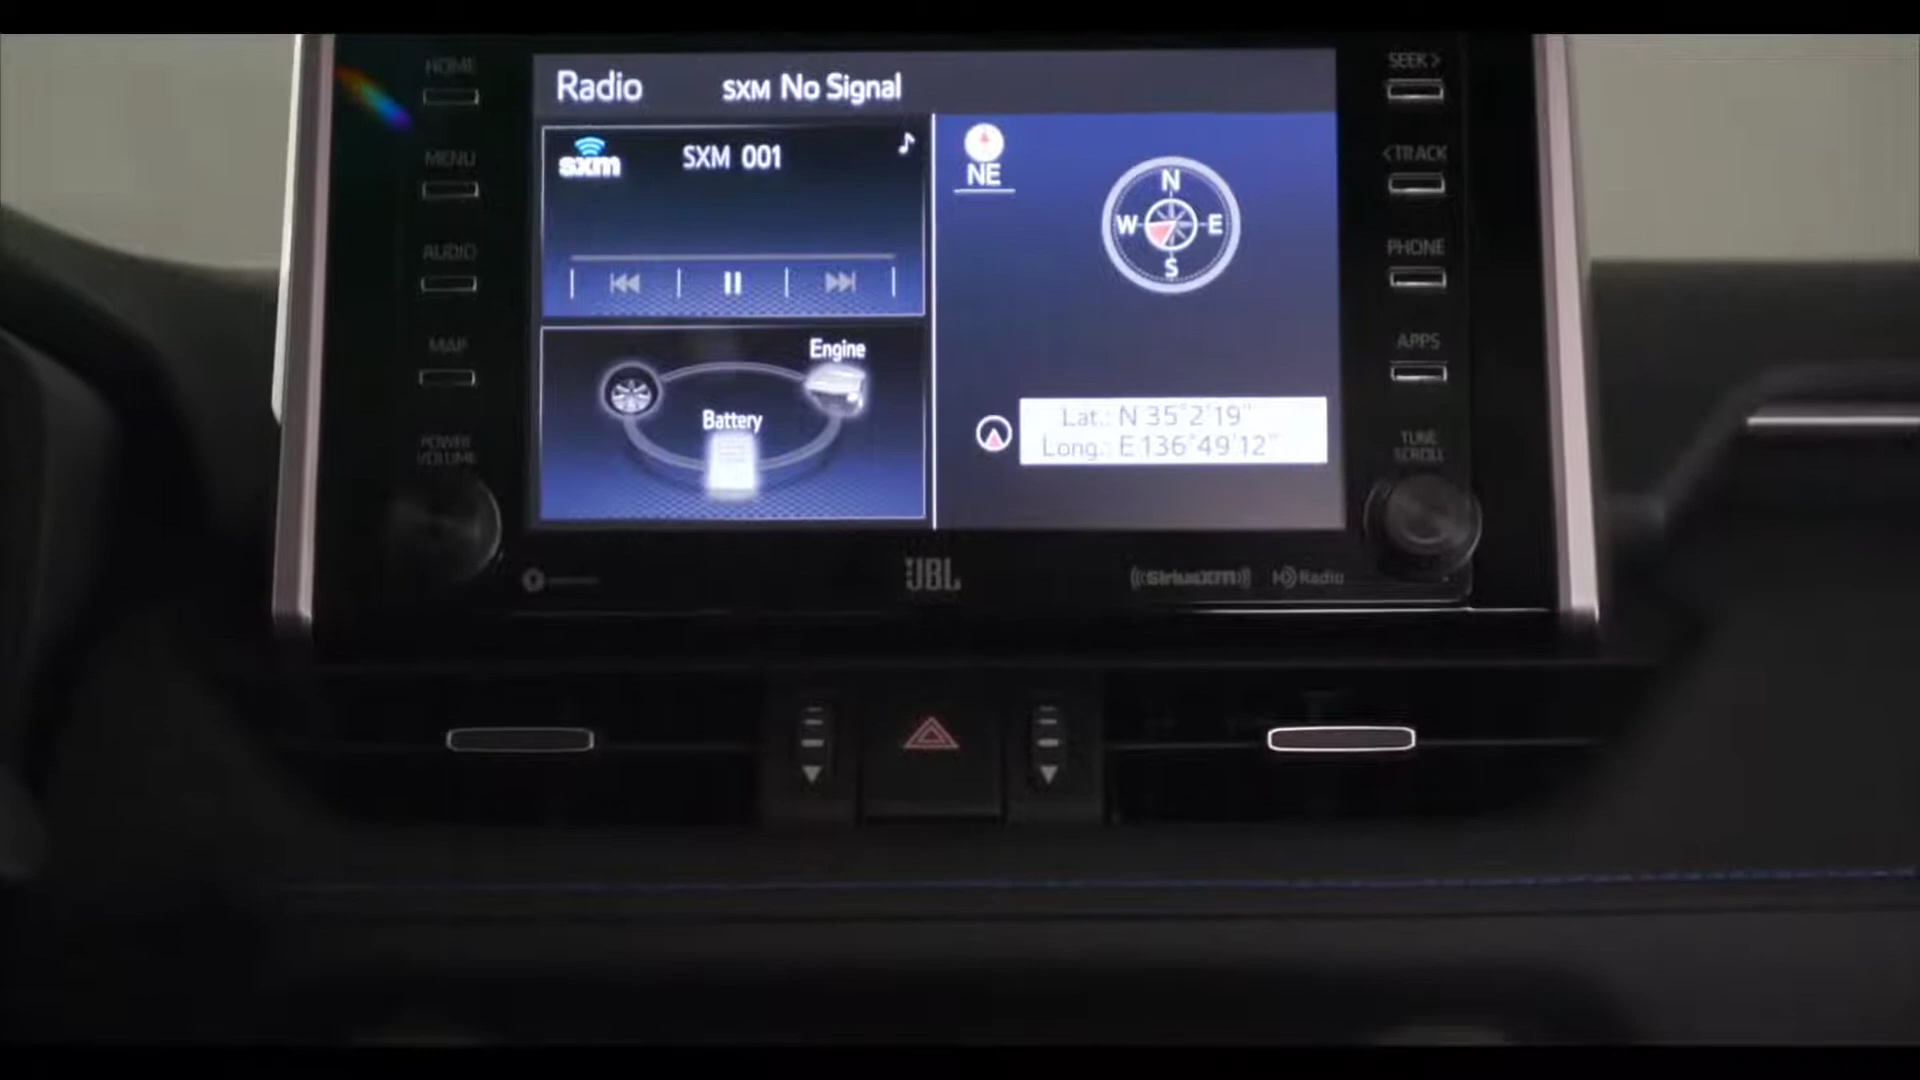 HOME
MENU
AUDIO
MAP
POWER
VOLUME
Radio
SXM No Signal
sxm
SXM 001
Engine
Battery
NE
N
W
E
S
Lat.: N 35°2'19"
Long.: E 136°49'12"
SEEK >
< TRACK
PHONE
APPS
TUNE
SCROLL
JBL
((SiriusXM))
HD Radio